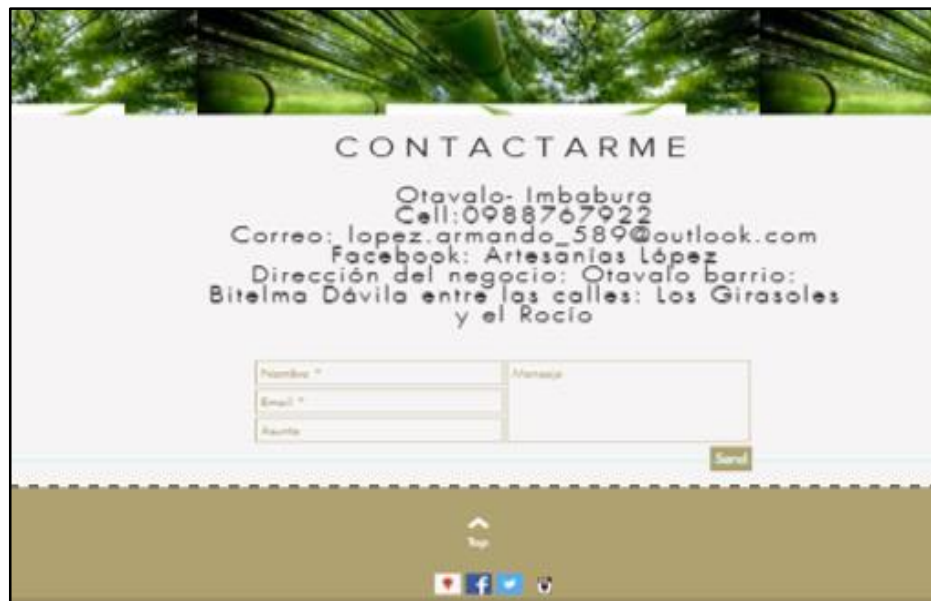 CONTACTARME
Otavalo- Imbabura
Cell:0988767922
Correo: lopez.armando_589@outlook.com
Facebook: Artesanías López
Dirección del negocio: Otavalo barrio:
Bitelma Dávila entre las calles: Los Girasoles
y el Rocío
Nombre *
Mensaje
Email *
Asunto
Send
Top